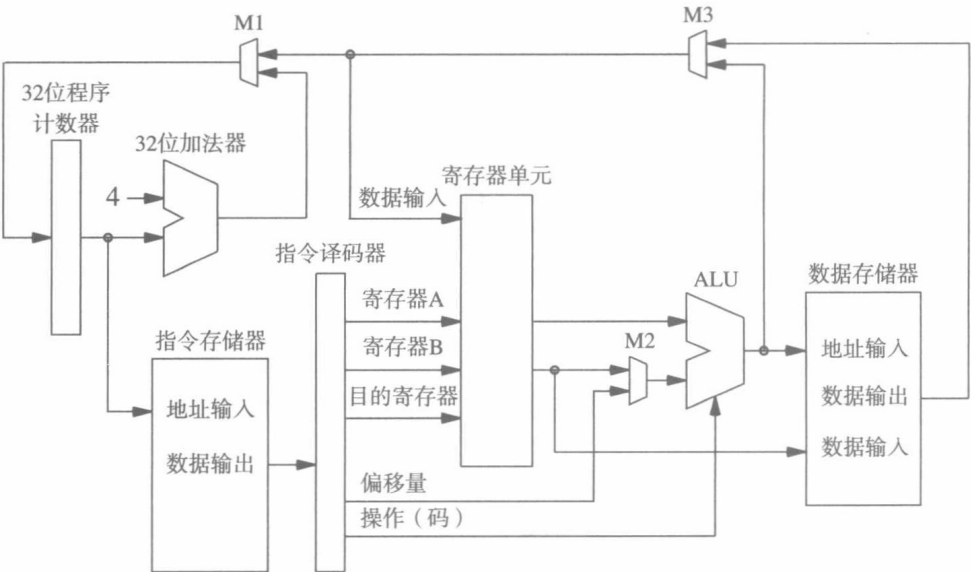 M1
M3
32位程序
计数器
32位加法器
4
寄存器单元
数据输入
指令译码器
寄存器A
寄存器B
目的寄存器
偏移量
操作（码）
指令存储器
地址输入
数据输出
M2
ALU
数据存储器
地址输入
数据输出
数据输入